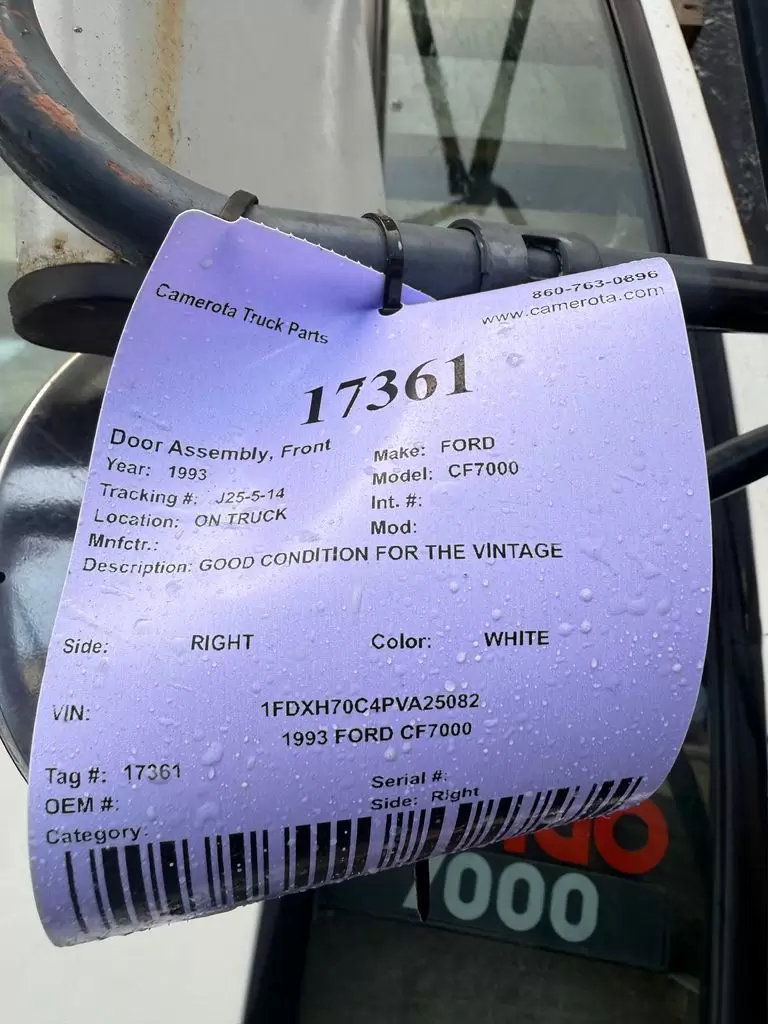 Camerota Truck Parts
860-763-0896
www.camerota.com
17361
Door Assembly, Front
Year: 1993
Tracking #: J25-5-14
Location: ON TRUCK
Mnfctr.:
Make: FORD
Model: CF7000
Int. #:
Mod:
Description: GOOD CONDITION FOR THE VINTAGE
Side: RIGHT Color: WHITE
VIN: 1FDXH70C4PVA25082
1993 FORD CF7000
Tag #: 17361
OEM #:
Category:
Serial #:
Side: Right
7000